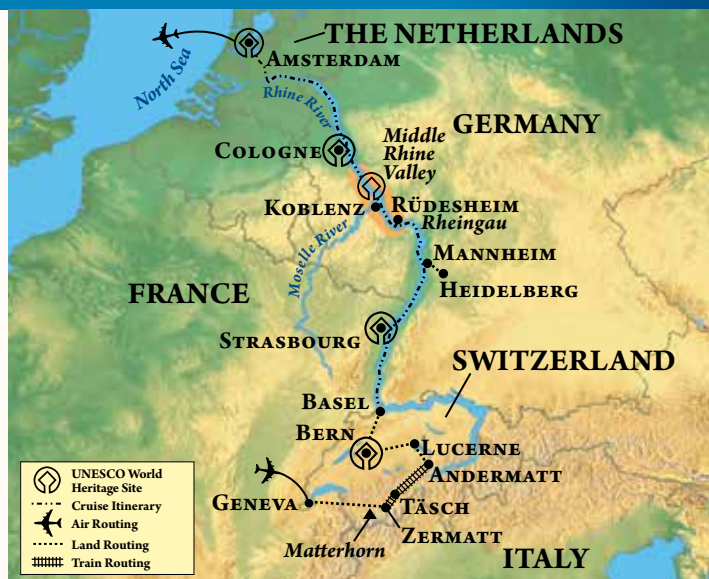 THE NETHERLANDS
AMSTERDAM
North Sea
Rhine River
GERMANY
COLOGNE
Middle
Rhine
Valley
KOBLENZ
RÜDESHEIM
Rheingau
Moselle River
MANNHEIM
HEIDELBERG
FRANCE
STRASBOURG
SWITZERLAND
BASEL
BERN
LUCERNE
ANDERMATT
GENEVA
TÄSCH
ZERMATT
Matterhorn
ITALY
UNESCO World
Heritage Site
Cruise Itinerary
Air Routing
Land Routing
Train Routing